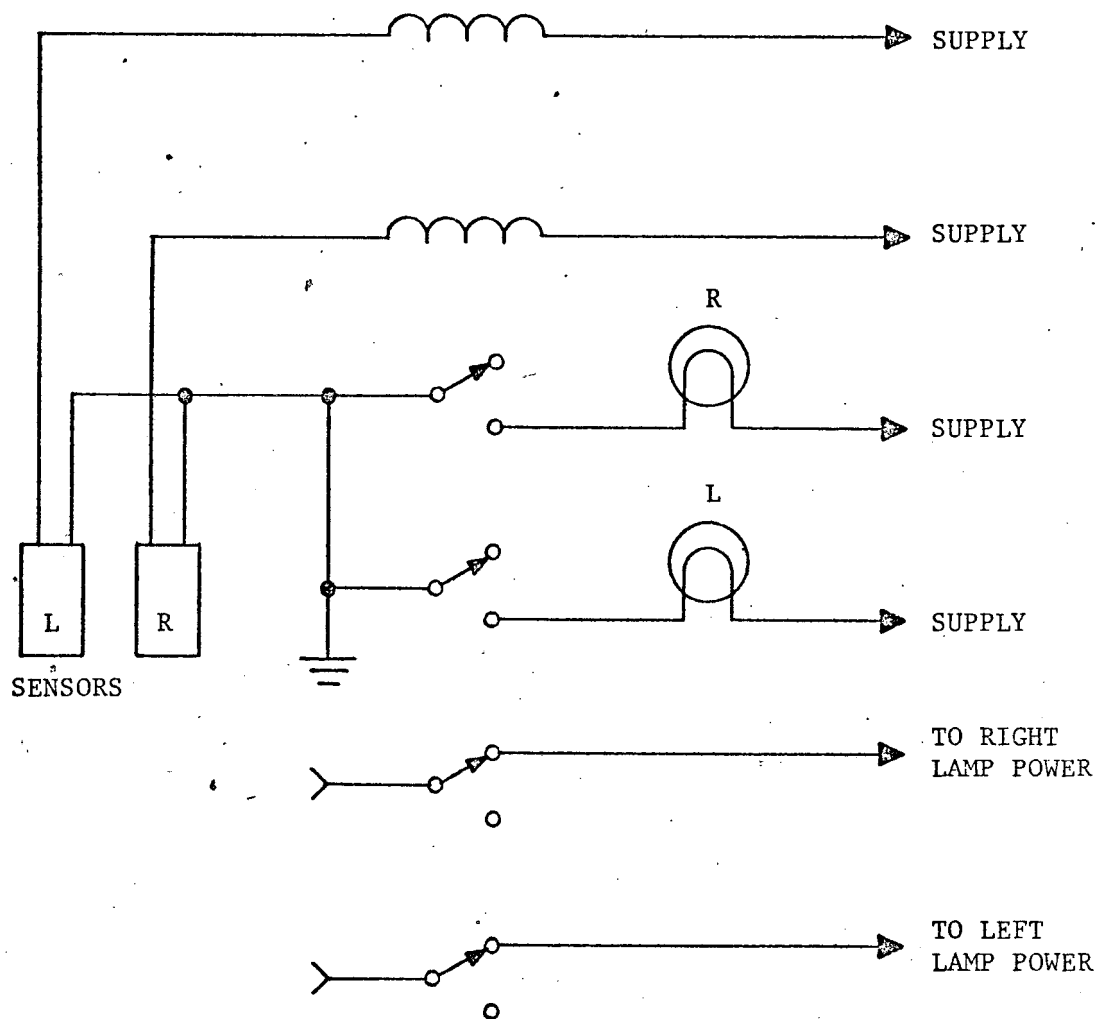 SUPPLY
SUPPLY
R
SUPPLY
L
SUPPLY
L
R
SENSORS
TO RIGHT
LAMP POWER
TO LEFT
LAMP POWER